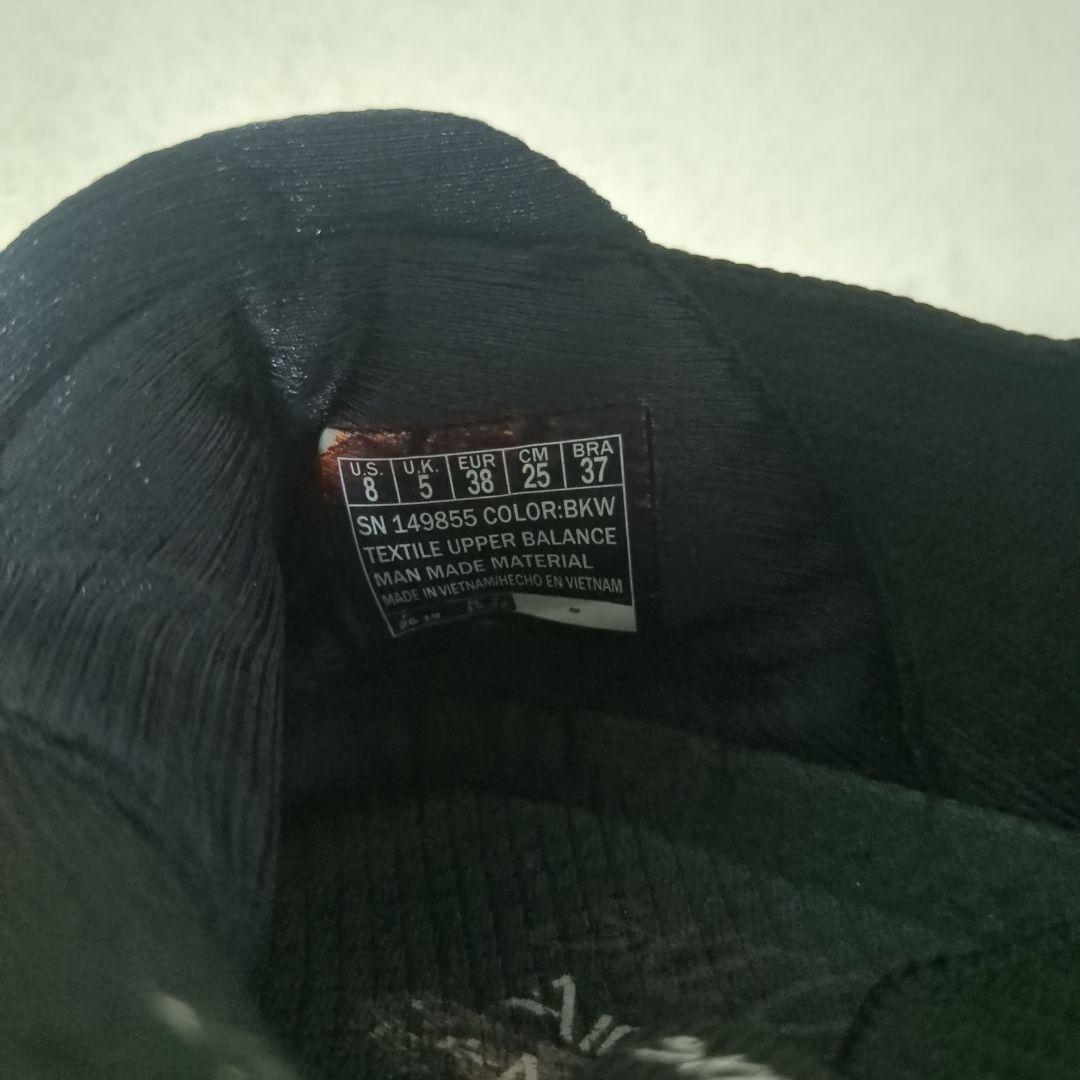 U.S. U.K. EUR CM BRA
8 5 38 25 37
SN 149855 COLOR:BKW
TEXTILE UPPER BALANCE
MAN MADE MATERIAL
MADE IN VIETNAM/HECHO EN VIETNAM